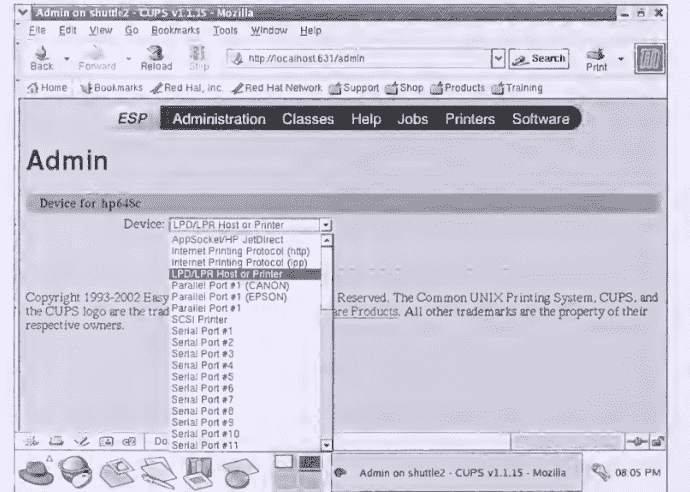 Admin on shuttle2 - CUPS v1.1.15 - Mozilla
File Edit View Go Bookmarks Tools Window Help
http://localhost:631/admin Search
Back Forward Reload Stop Print
Home Bookmarks Red Hat, Inc. Red Hat Network Support Shop Products Training
ESP Administration Classes Help Jobs Printers Software
Admin
Device for hp648c
Device: LPD/LPR Host or Printer
AppSocket/HP JetDirect
Internet Printing Protocol (http)
Internet Printing Protocol (ipp)
LPD/LPR Host or Printer
Parallel Port #1 (CANON)
Parallel Port #1 (EPSON)
Parallel Port #1
SCSI Printer
Serial Port #1
Serial Port #2
Serial Port #3
Serial Port #4
Serial Port #5
Serial Port #6
Serial Port #7
Serial Port #8
Serial Port #9
Serial Port #10
Serial Port #11
Copyright 1993-2002 Easy Reserved. The Common UNIX Printing System, CUPS, and
the CUPS logo are the trad are Products. All other trademarks are the property of their
respective owners.
Do
Admin on shuttle2 - CUPS v1.1.15 - Mozilla 08:05 PM